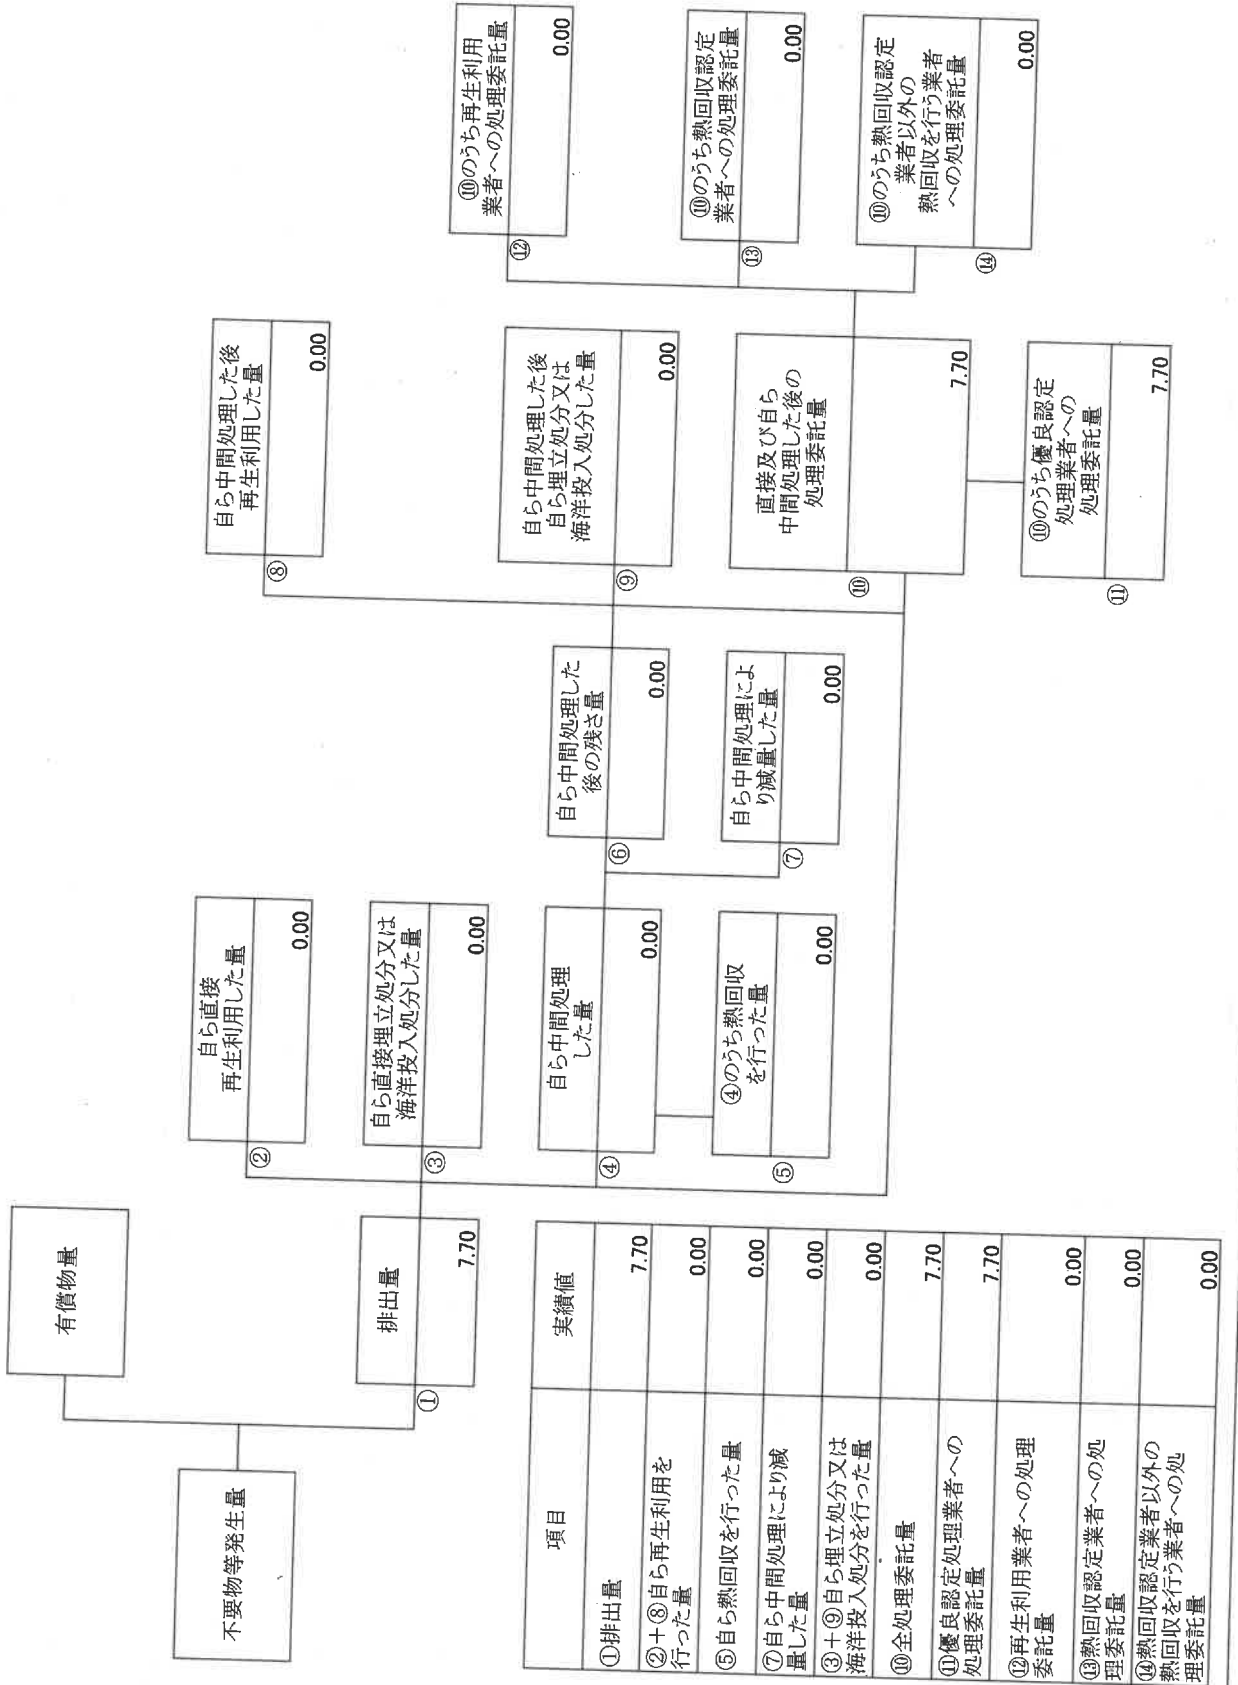 不要物等発生量
有償物量
①
排出量
7.70
②
自ら直接
再生利用した量
0.00
③
自ら直接埋立処分又は
海洋投入処分した量
0.00
④
自ら中間処理
した量
0.00
⑤
④のうち熱回収
を行った量
0.00
⑥
自ら中間処理した
後の残さ量
0.00
⑦
自ら中間処理によ
り減量した量
0.00
⑧
自ら中間処理した後
再生利用した量
0.00
⑨
自ら中間処理した後
自ら埋立処分又は
海洋投入処分した量
0.00
⑩
直接及び自ら
中間処理した後の
処理委託量
7.70
⑪
⑩のうち優良認定
処理業者への
処理委託量
7.70
⑫
⑩のうち再生利用
業者への処理委託量
0.00
⑬
⑩のうち熱回収認定
業者への処理委託量
0.00
⑭
⑩のうち熱回収認定
業者以外の
熱回収を行う業者
への処理委託量
0.00
項目 実績値
①排出量 7.70
②+⑧自ら再生利用を
行った量 0.00
⑤自ら熱回収を行った量 0.00
⑦自ら中間処理により減
量した量 0.00
③+⑨自ら埋立処分又は
海洋投入処分を行った量 0.00
⑩全処理委託量 7.70
⑪優良認定処理業者への
処理委託量 7.70
⑫再生利用業者への処理
委託量 0.00
⑬熱回収認定業者への処
理委託量 0.00
⑭熱回収認定業者以外の
熱回収を行う業者への処
理委託量 0.00